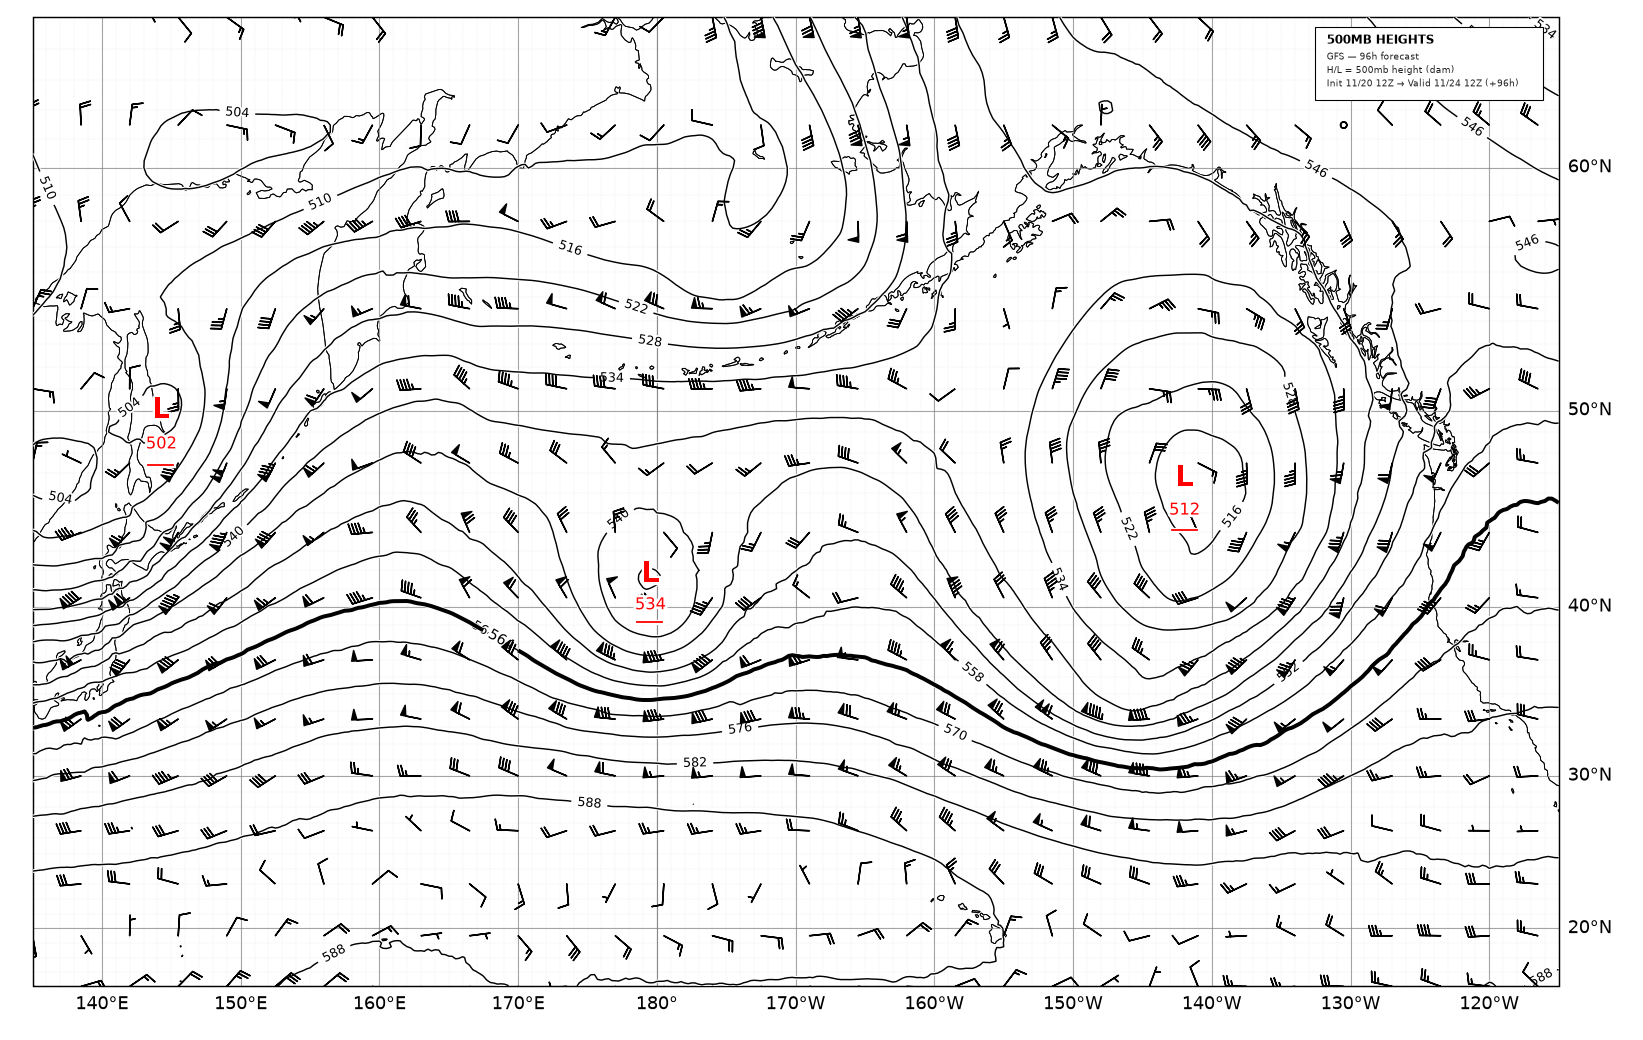 534
500MB HEIGHTS
GFS — 96h forecast
H/L = 500mb height (dam)
Init 11/20 12Z → Valid 11/24 12Z (+96h)
504
546
546
60°N
510
510
516
546
522
528
534
528
504
L
50°N
502
L
504
512
516
540
540
522
L
534
534
40°N
564
558
552
576
570
582
30°N
588
20°N
588
588
140°E
150°E
160°E
170°E
180°
170°W
160°W
150°W
140°W
130°W
120°W